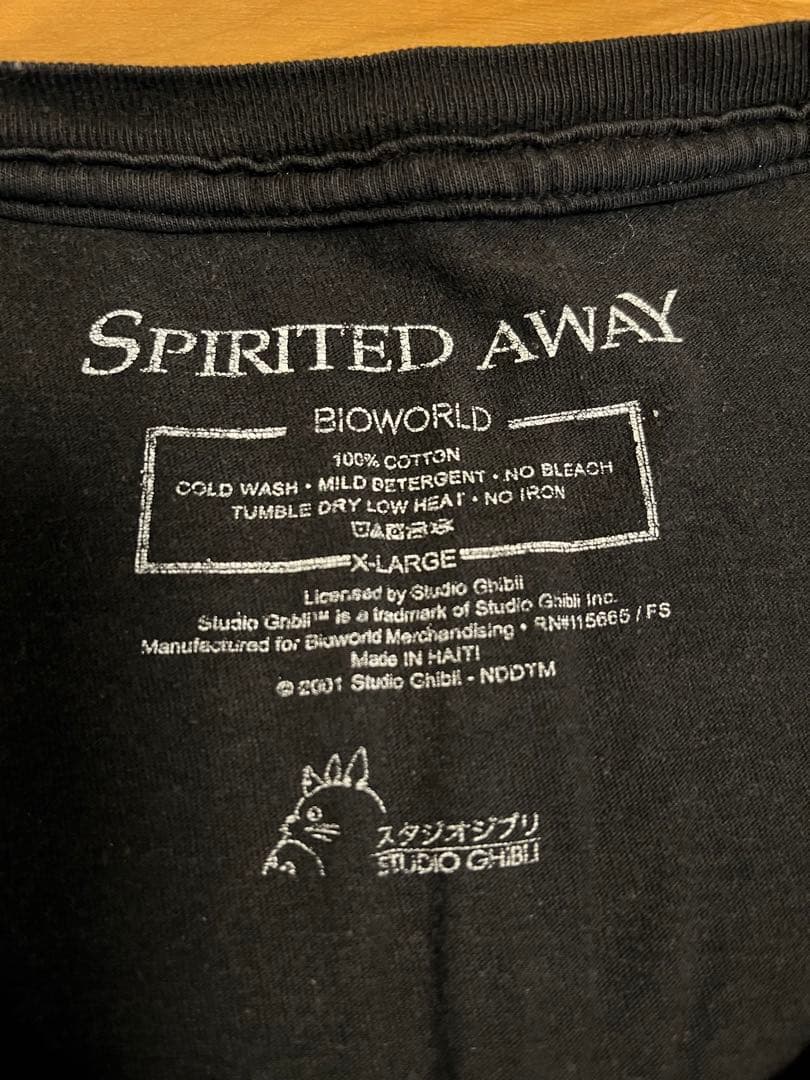 SPIRITED AWAY
BIOWORLD
100% COTTON
COLD WASH • MILD DETERGENT • NO BLEACH
TUMBLE DRY LOW HEAT • NO IRON
X-LARGE
Licensed by Studio Ghibli
Studio Ghibli™ is a tradmark of Studio Ghibli Inc.
Manufactured for Bioworld Merchandising • RN#115665 / FS
Made IN HAITI
© 2001 Studio Ghibli - NDDTM
スタジオジブリ
STUDIO GHIBLI